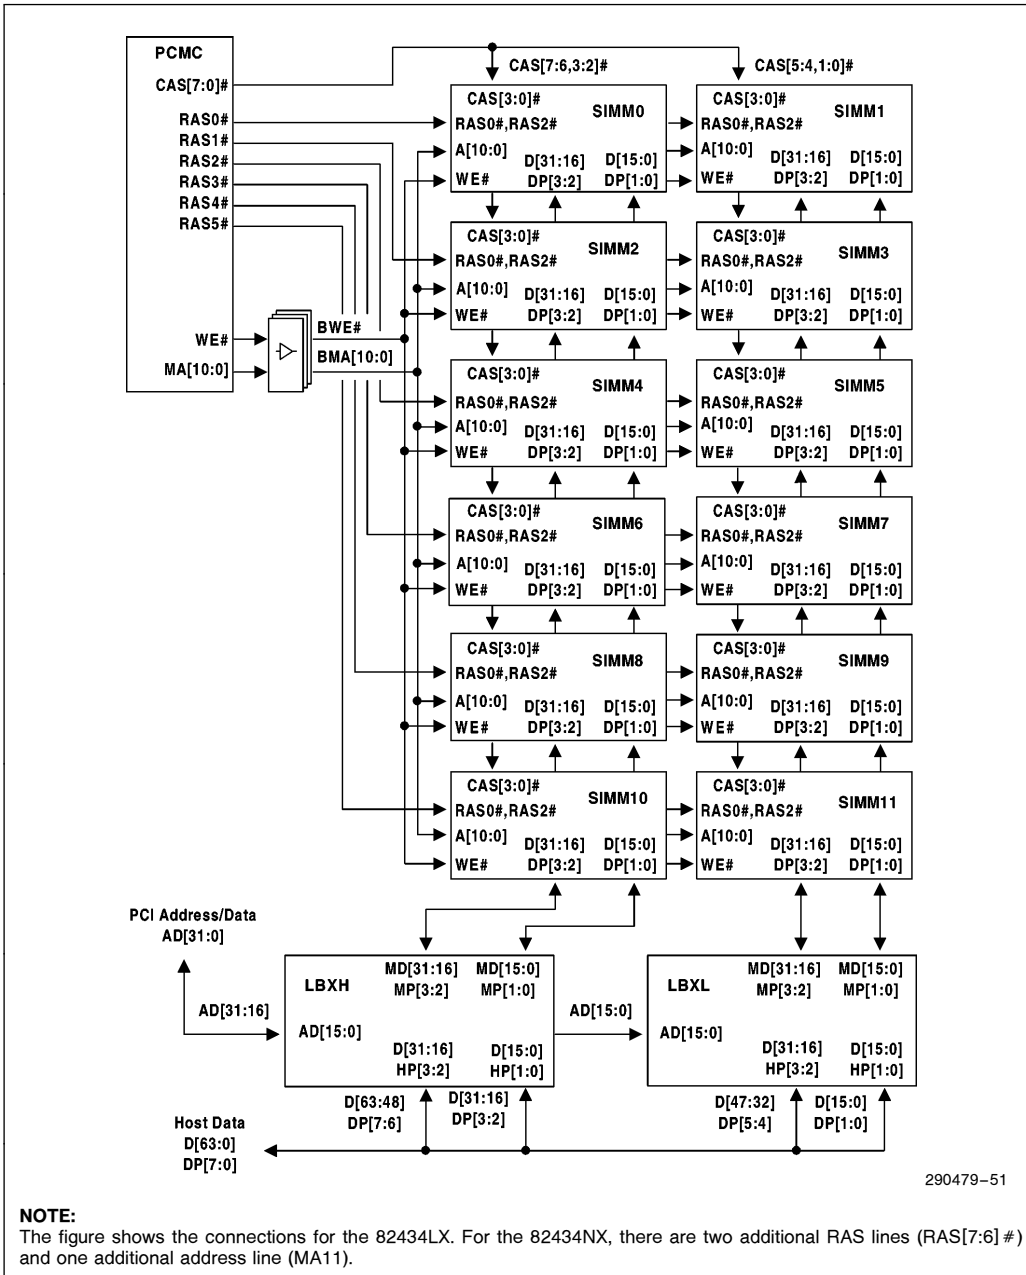 PCMC
CAS[7:0]#
RAS0#
RAS1#
RAS2#
RAS3#
RAS4#
RAS5#
WE#
MA[10:0]
BWE#
BMA[10:0]
CAS[7:6,3:2]#
CAS[5:4,1:0]#
CAS[3:0]#
SIMM0
RAS0#,RAS2#
A[10:0]
D[31:16] D[15:0]
WE# DP[3:2] DP[1:0]
CAS[3:0]#
SIMM1
RAS0#,RAS2#
A[10:0]
D[31:16] D[15:0]
WE# DP[3:2] DP[1:0]
CAS[3:0]#
SIMM2
RAS0#,RAS2#
A[10:0]
D[31:16] D[15:0]
WE# DP[3:2] DP[1:0]
CAS[3:0]#
SIMM3
RAS0#,RAS2#
A[10:0]
D[31:16] D[15:0]
WE# DP[3:2] DP[1:0]
CAS[3:0]#
SIMM4
RAS0#,RAS2#
A[10:0]
D[31:16] D[15:0]
WE# DP[3:2] DP[1:0]
CAS[3:0]#
SIMM5
RAS0#,RAS2#
A[10:0]
D[31:16] D[15:0]
WE# DP[3:2] DP[1:0]
CAS[3:0]#
SIMM6
RAS0#,RAS2#
A[10:0]
D[31:16] D[15:0]
WE# DP[3:2] DP[1:0]
CAS[3:0]#
SIMM7
RAS0#,RAS2#
A[10:0]
D[31:16] D[15:0]
WE# DP[3:2] DP[1:0]
CAS[3:0]#
SIMM8
RAS0#,RAS2#
A[10:0]
D[31:16] D[15:0]
WE# DP[3:2] DP[1:0]
CAS[3:0]#
SIMM9
RAS0#,RAS2#
A[10:0]
D[31:16] D[15:0]
WE# DP[3:2] DP[1:0]
CAS[3:0]#
SIMM10
RAS0#,RAS2#
A[10:0]
D[31:16] D[15:0]
WE# DP[3:2] DP[1:0]
CAS[3:0]#
SIMM11
RAS0#,RAS2#
A[10:0]
D[31:16] D[15:0]
WE# DP[3:2] DP[1:0]
PCI Address/Data
AD[31:0]
AD[31:16]
LBXH
MD[31:16] MD[15:0]
MP[3:2] MP[1:0]
AD[15:0]
D[31:16] D[15:0]
HP[3:2] HP[1:0]
AD[15:0]
LBXL
MD[31:16] MD[15:0]
MP[3:2] MP[1:0]
AD[15:0]
D[31:16] D[15:0]
HP[3:2] HP[1:0]
D[63:48] D[31:16]
DP[7:6] DP[3:2]
D[47:32] D[15:0]
DP[5:4] DP[1:0]
Host Data
D[63:0]
DP[7:0]
290479–51
NOTE:
The figure shows the connections for the 82434LX. For the 82434NX, there are two additional RAS lines (RAS[7:6]#)
and one additional address line (MA11).